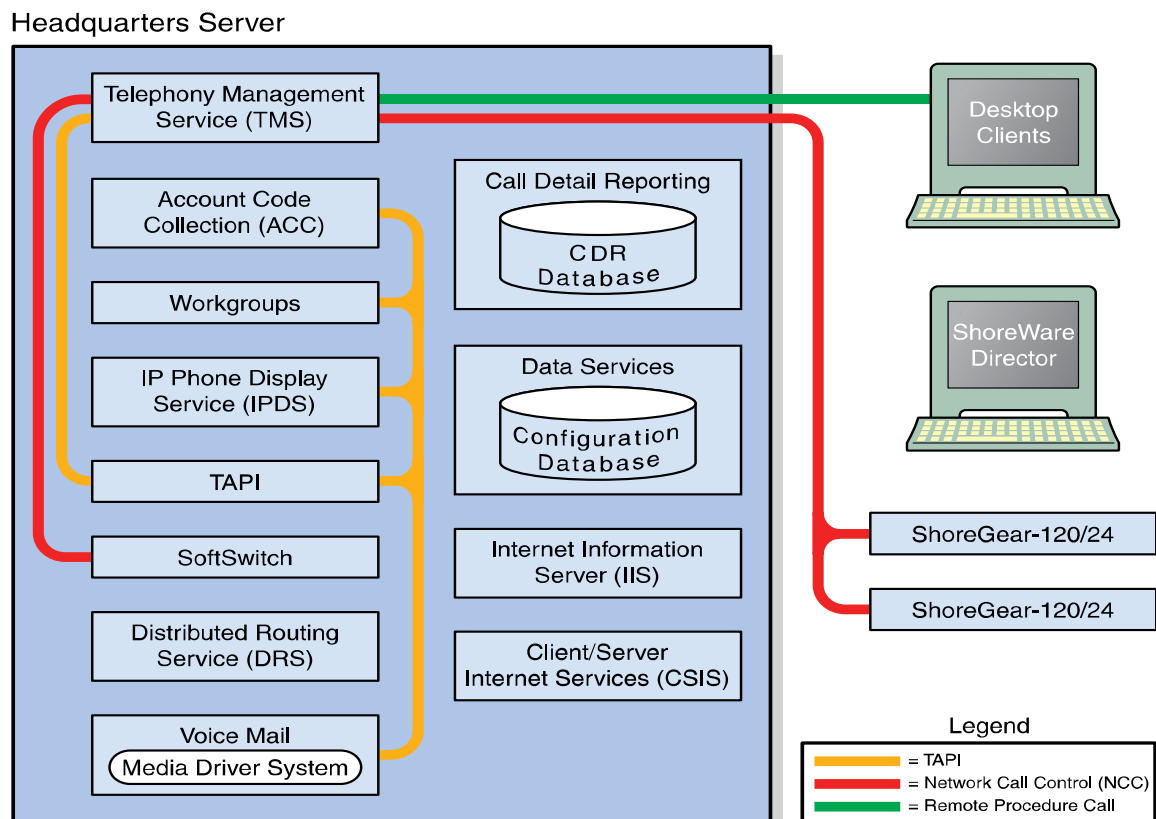 Headquarters Server
Telephony Management
Service (TMS)
Account Code
Collection (ACC)
Workgroups
IP Phone Display
Service (IPDS)
TAPI
SoftSwitch
Distributed Routing
Service (DRS)
Voice Mail
Media Driver System
Call Detail Reporting
CDR
Database
Data Services
Configuration
Database
Internet Information
Server (IIS)
Client/Server
Internet Services (CSIS)
Desktop
Clients
ShoreWare
Director
ShoreGear-120/24
ShoreGear-120/24
Legend
= TAPI
= Network Call Control (NCC)
= Remote Procedure Call